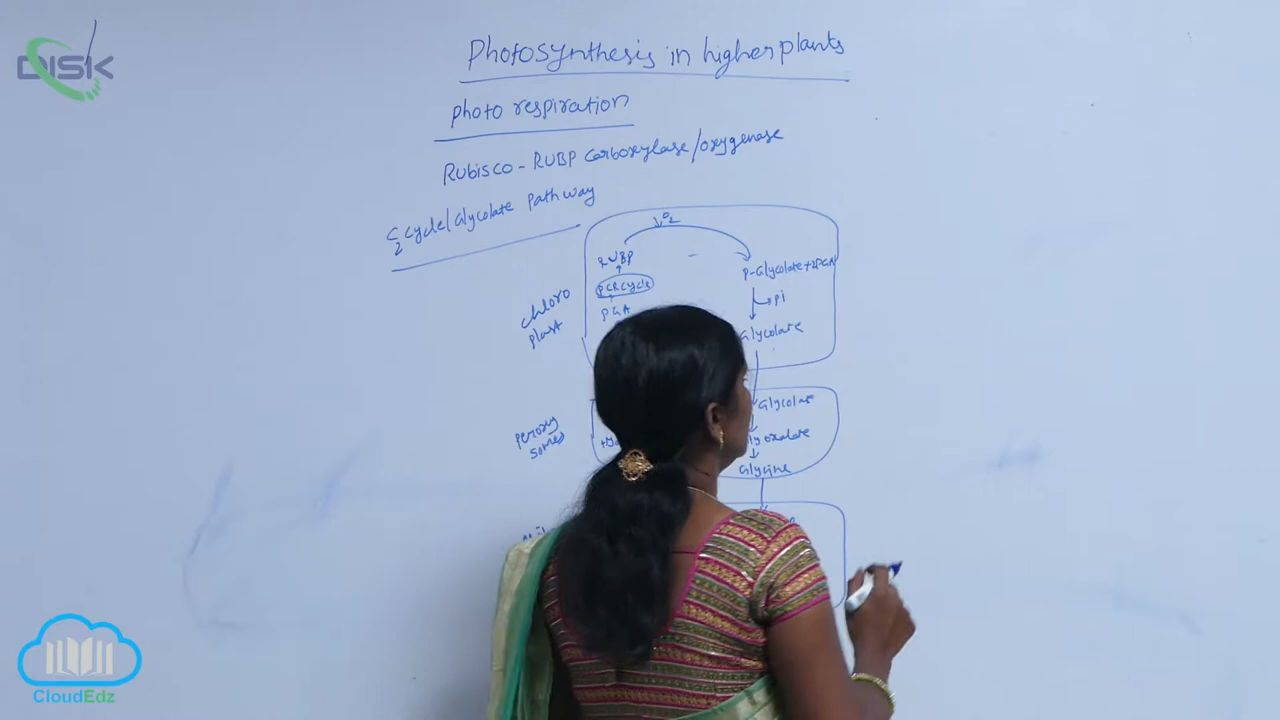 DISK
Photosynthesis in higher plants
photo respiration
Rubisco - RUBP carboxylase/oxygenase
C2 cycle/Glycolate pathway
O2
RUBP
P-Glycolate+2PGA
PCR cycle
Pi
chloro
plast
PGA
Glycolate
Glycolate
peroxy
somes
Glyoxalate
Glycine
CloudEdz